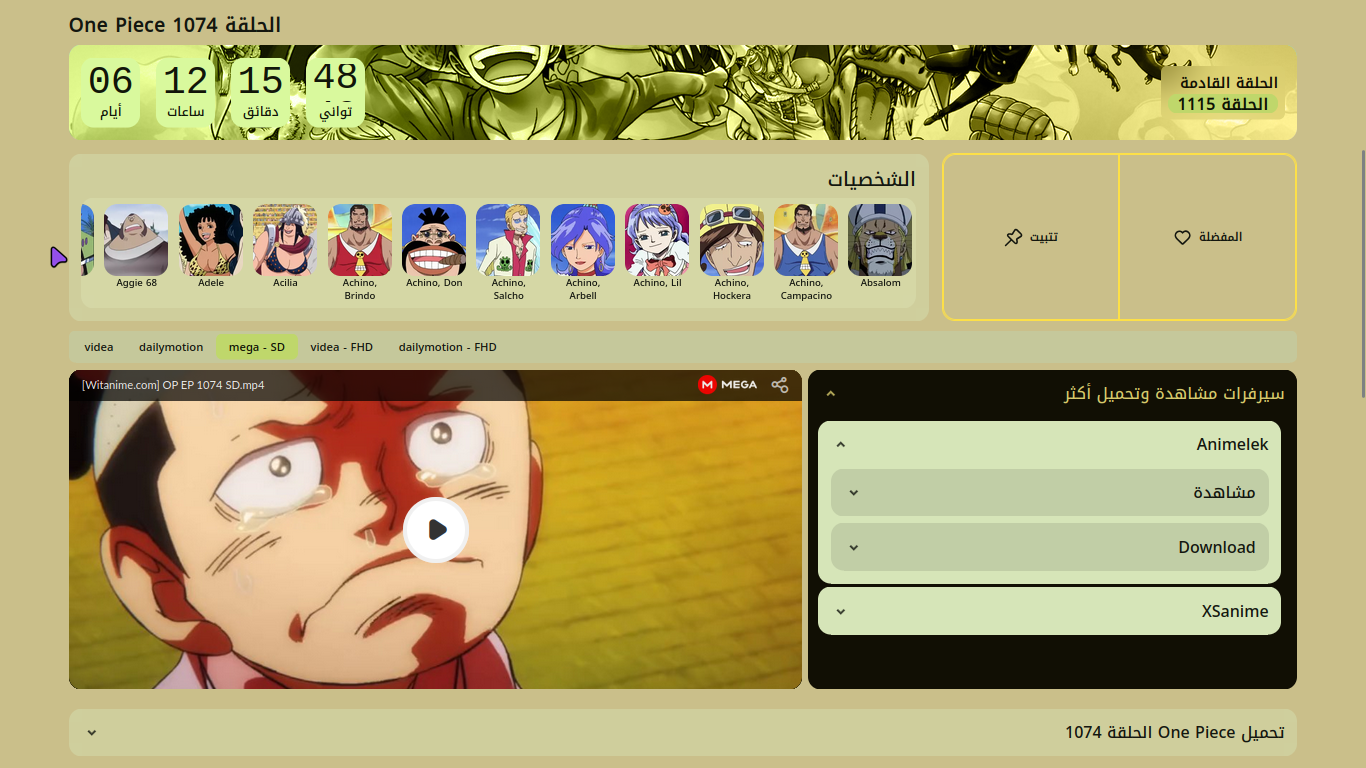 One Piece الحلقة 1074
الحلقة القادمة
الحلقة 1115
06
أيام
12
ساعات
15
دقائق
48
تواني
المفضلة
تتبيت
الشخصيات
Absalom
Achino, Campacino
Achino, Hockera
Achino, Lil
Achino, Arbell
Achino, Salcho
Achino, Don
Achino, Brindo
Acilia
Adele
Aggie 68
videa
dailymotion
mega - SD
videa - FHD
dailymotion - FHD
[Witanime.com] OP EP 1074 SD.mp4
M MEGA
سيرفرات مشاهدة وتحميل أكثر
Animelek
مشاهدة
Download
XSanime
تحميل One Piece الحلقة 1074